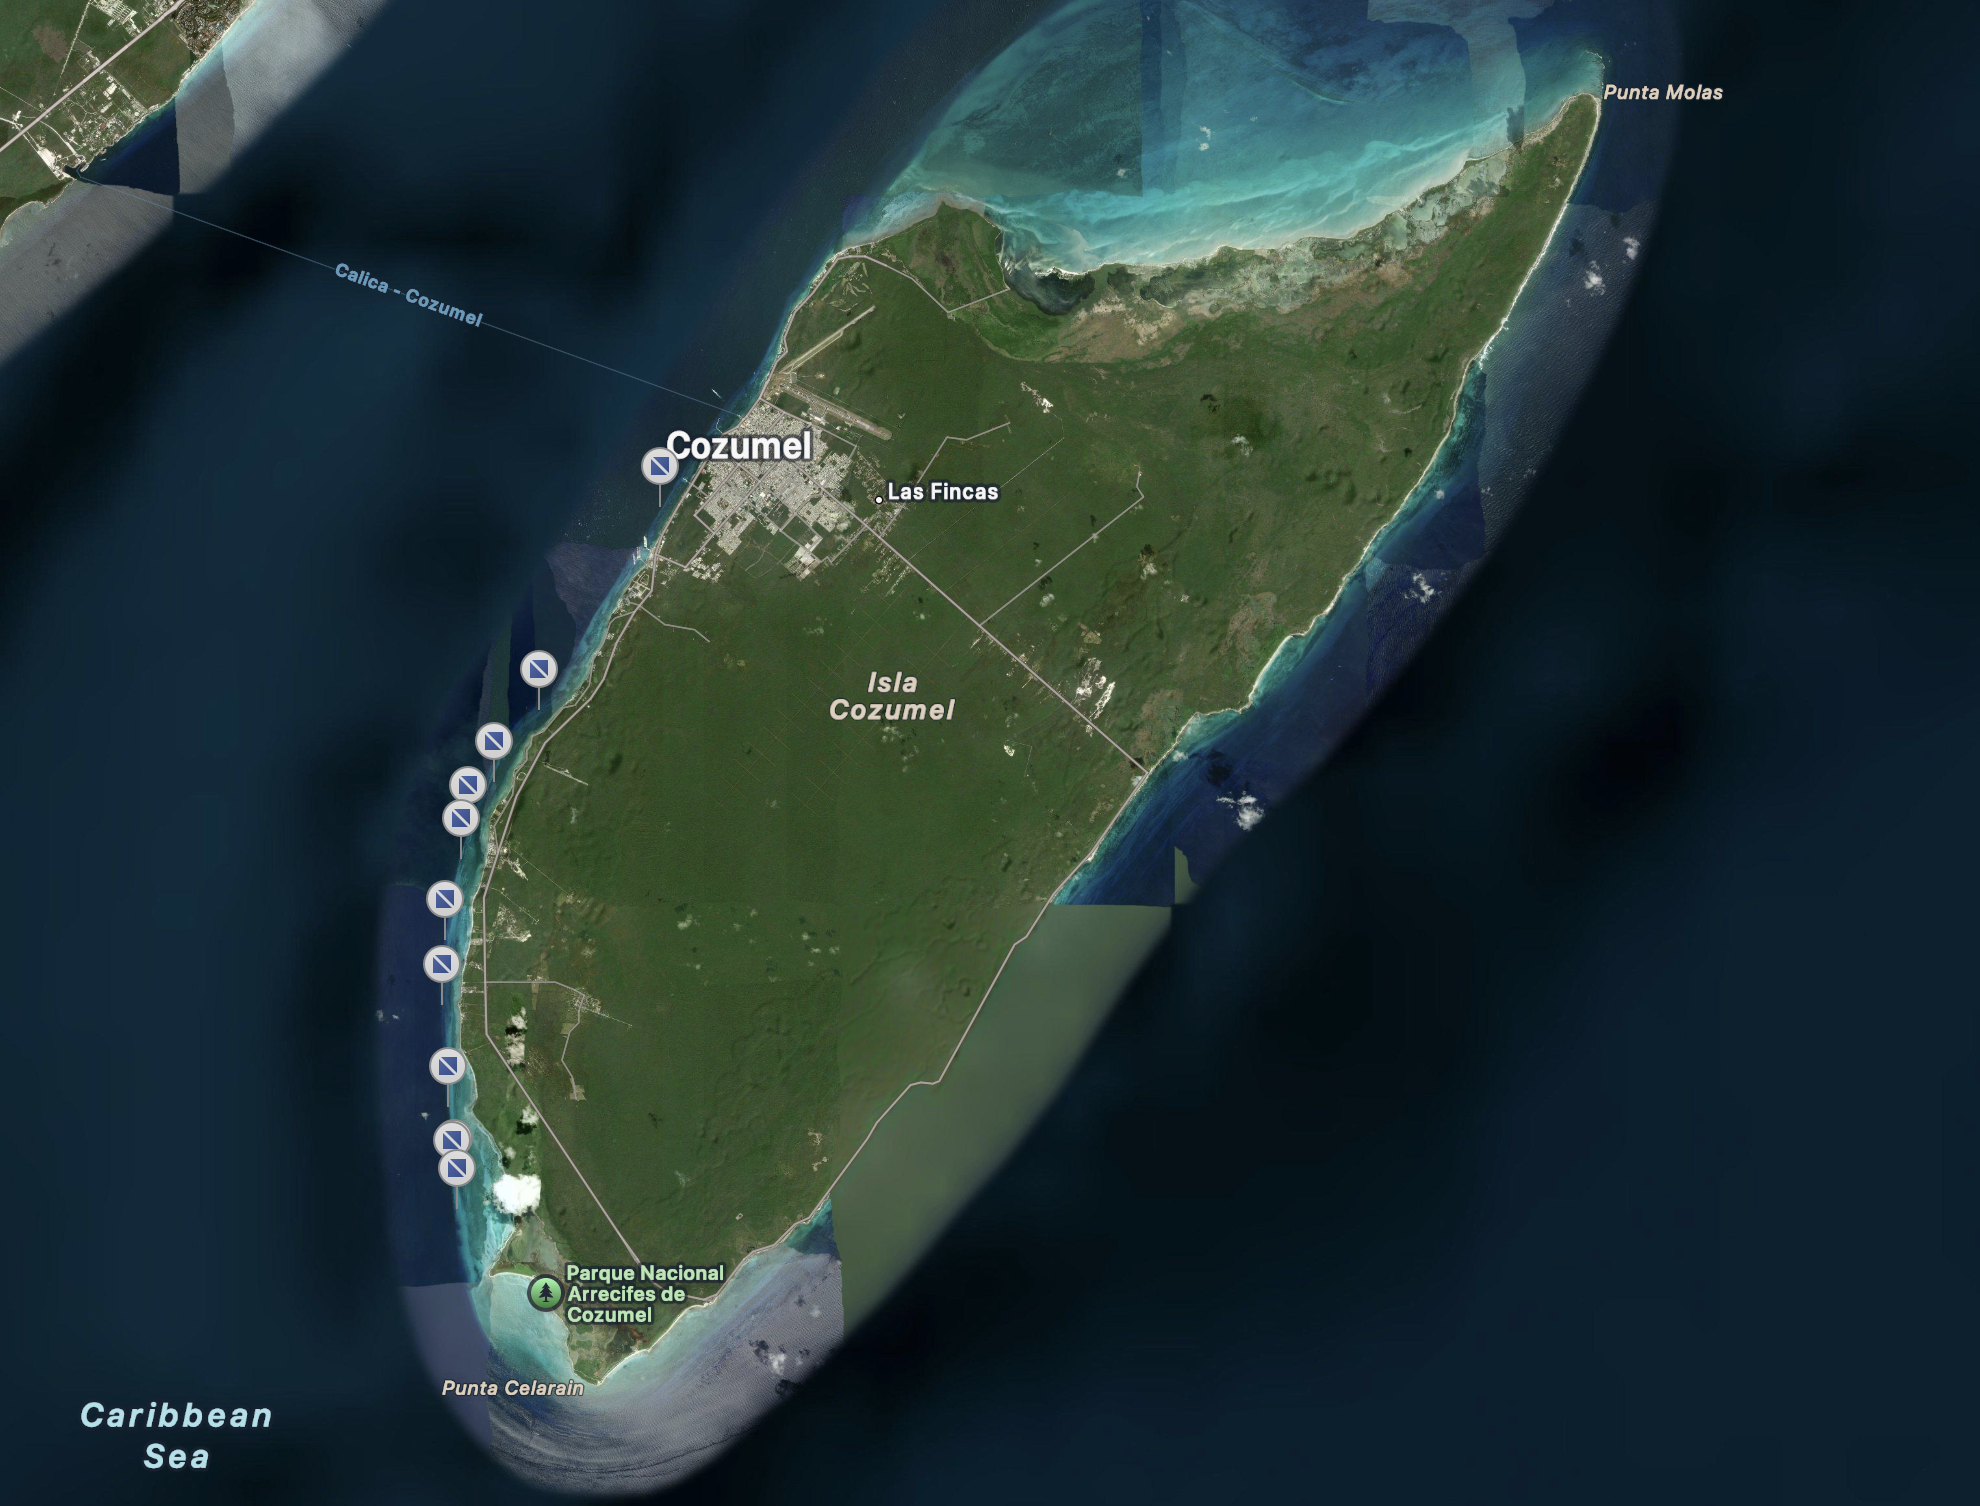 Punta Molas
Calica - Cozumel
Cozumel
Las Fincas
Isla
Cozumel
Parque Nacional
Arrecifes de
Cozumel
Punta Celarain
Caribbean
Sea